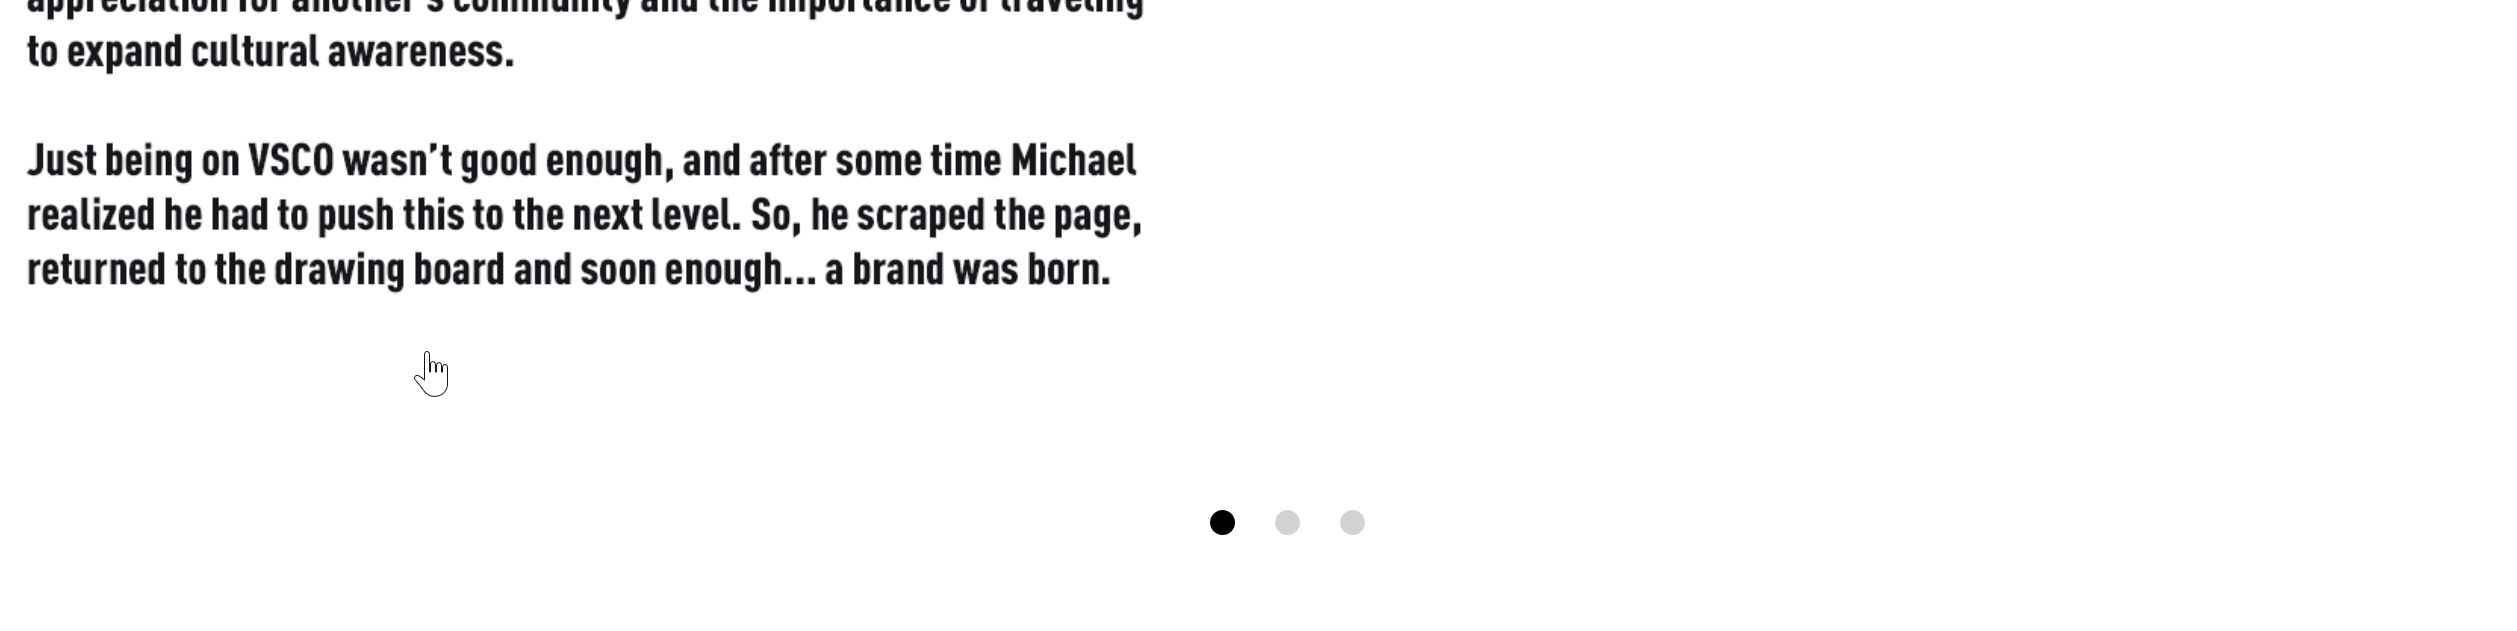 appreciation for another's community and the importance of traveling
to expand cultural awareness.
Just being on VSCO wasn’t good enough, and after some time Michael
realized he had to push this to the next level. So, he scraped the page,
returned to the drawing board and soon enough... a brand was born.